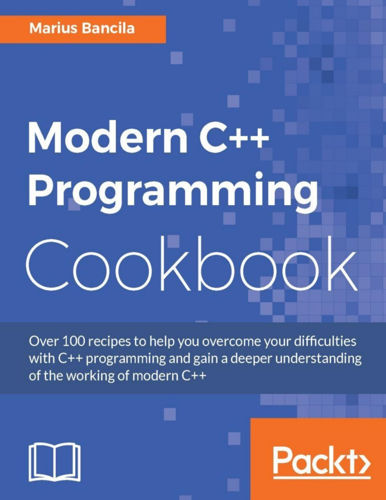 Marius Bancila
Modern C++
Programming
Cookbook
Over 100 recipes to help you overcome your difficulties
with C++ programming and gain a deeper understanding
of the working of modern C++
Packt>